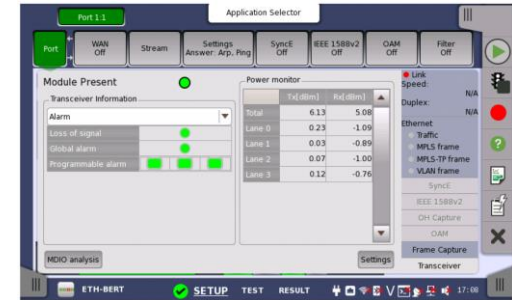 Port 1:1
Application Selector
Port
WAN
Off
Stream
Settings
Answer: Arp, Ping
SyncE
Off
IEEE 1588v2
Off
OAM
Off
Filter
Off
Module Present
Transceiver Information
Alarm
Loss of signal
Global alarm
Programmable alarm
Power monitor
Tx[dBm] Rx[dBm]
Total 6.13 5.08
Lane 0 0.23 -1.09
Lane 1 0.03 -0.89
Lane 2 0.07 -1.00
Lane 3 0.12 -0.76
Link
Speed:
N/A
Duplex:
N/A
Ethernet
Traffic
MPLS frame
MPLS-TP frame
VLAN frame
SyncE
IEEE 1588v2
OH Capture
OAM
Frame Capture
Transceiver
MDIO analysis
Settings
ETH-BERT
SETUP TEST RESULT
17:08